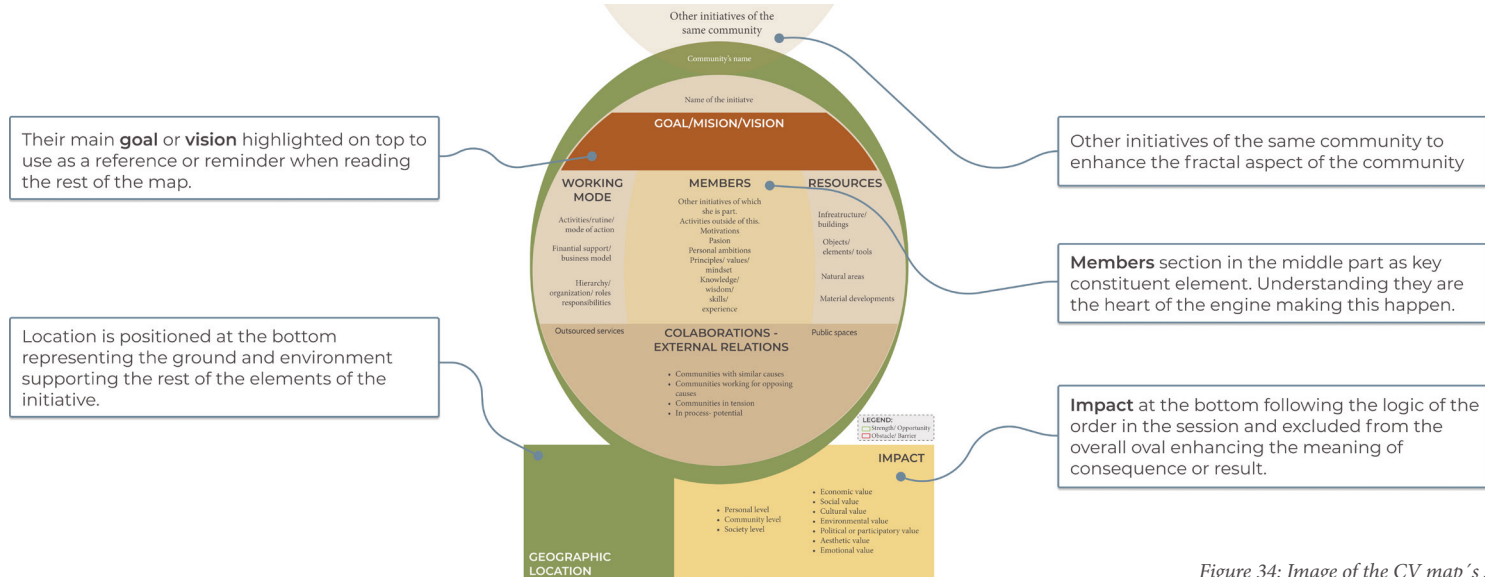 Other initiatives of the
same community
Community's name
Name of the initiatve
GOAL/MISION/VISION
Their main goal or vision highlighted on top to
use as a reference or reminder when reading
the rest of the map.
Location is positioned at the bottom
representing the ground and environment
supporting the rest of the elements of the
initiative.
WORKING
MODE
Activities/rutine/
mode of action
Finantial support/
business model
Hierarchy/
organization/ roles
responsibilities
MEMBERS
Other initiatives of which
she is part.
Activities outside of this.
Motivations
Pasion
Personal ambitions
Principles/ values/
mindset
Knowledge/
wisdom/
skills/
experience
RESOURCES
Infreatructure/
buildings
Objects/
elements/ tools
Natural areas
Material developments
Outsourced services
COLABORATIONS -
EXTERNAL RELATIONS
Public spaces
• Communities with similar causes
• Communities working for opposing
causes
• Communities in tension
• In process- potential
LEGEND:
Strength/ Opportunity
Obstacle/ Barrier
GEOGRAPHIC
LOCATION
IMPACT
• Personal level
• Community level
• Society level
• Economic value
• Social value
• Cultural value
• Environmental value
• Political or participatory value
• Aesthetic value
• Emotional value
Other initiatives of the same community to
enhance the fractal aspect of the community
Members section in the middle part as key
constituent element. Understanding they are
the heart of the engine making this happen.
Impact at the bottom following the logic of the
order in the session and excluded from the
overall oval enhancing the meaning of
consequence or result.
Figure 34: Image of the CV map´s